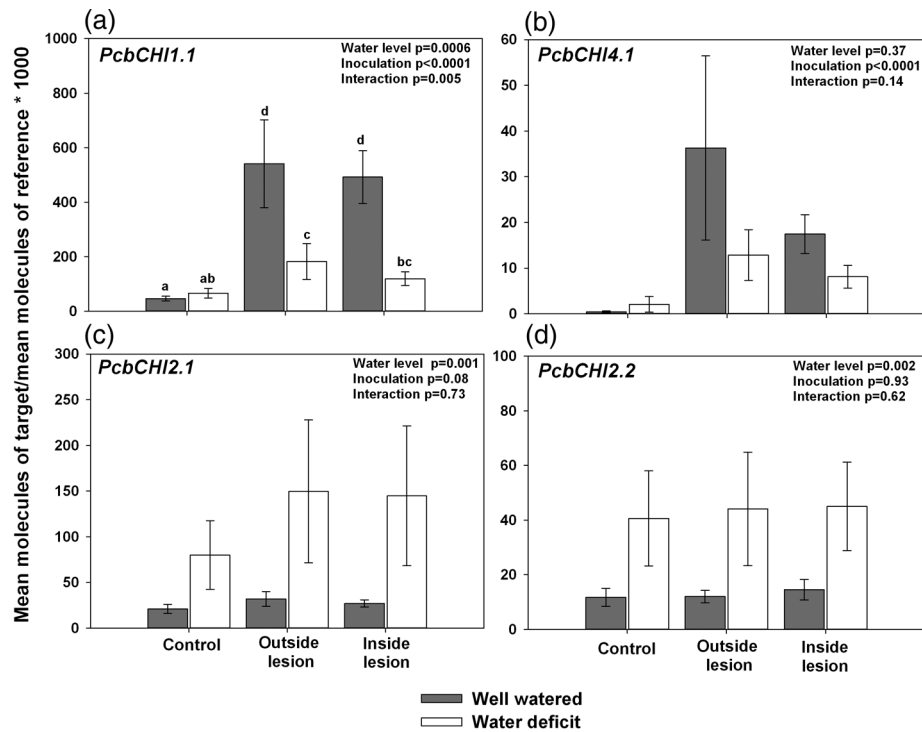 (a)
PcbCHI1.1
Water level p=0.0006
Inoculation p<0.0001
Interaction p=0.005
1000
800
600
400
200
0
a
ab
d
c
d
bc
(b)
PcbCHI4.1
Water level p=0.37
Inoculation p<0.0001
Interaction p=0.14
60
50
40
30
20
10
0
Mean molecules of target/mean molecules of reference * 1000
(c)
PcbCHI2.1
Water level p=0.001
Inoculation p=0.08
Interaction p=0.73
300
250
200
150
100
50
0
Control
Outside
lesion
Inside
lesion
(d)
PcbCHI2.2
Water level p=0.002
Inoculation p=0.93
Interaction p=0.62
100
80
60
40
20
0
Control
Outside
lesion
Inside
lesion
Well watered
Water deficit